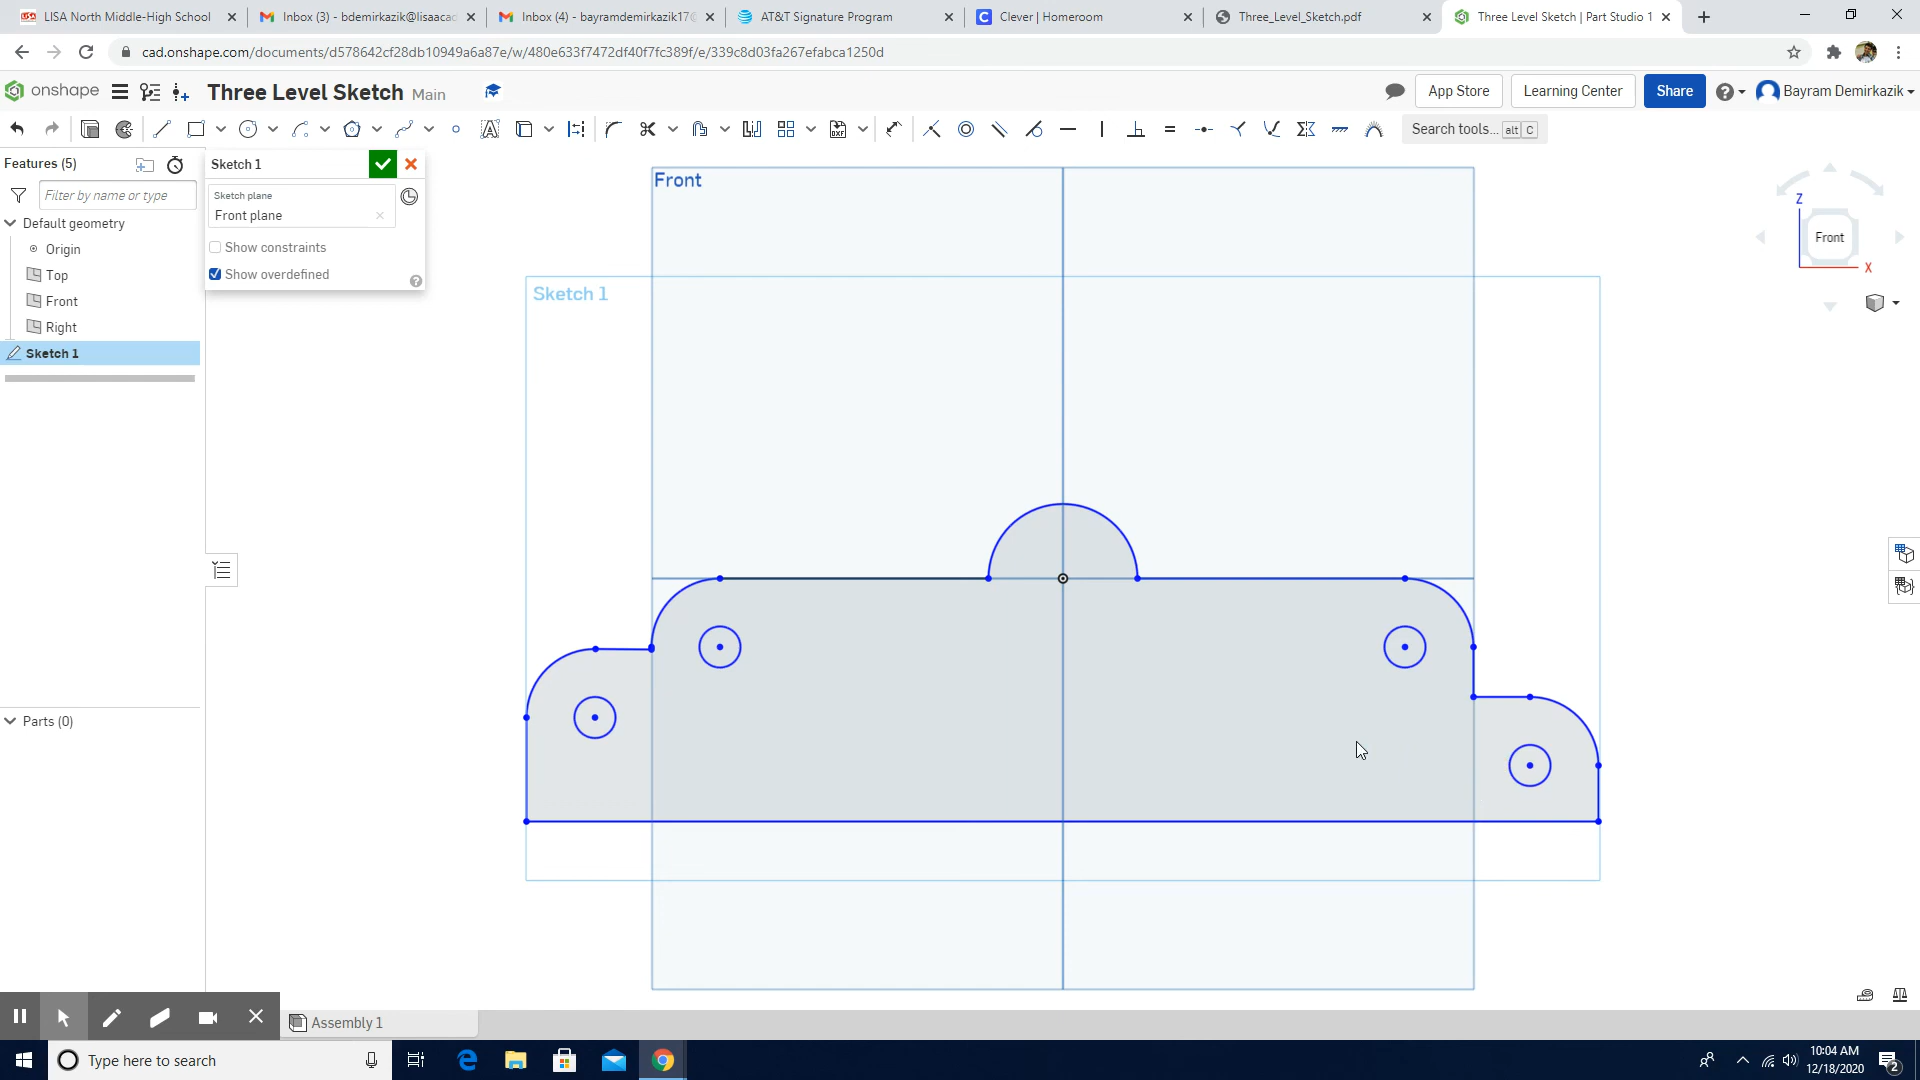 LISA North Middle-High School
Inbox (3) - bdemirkazik@lisaacac
Inbox (4) - bayramdemirkazik17@
AT&T Signature Program
Clever | Homeroom
Three_Level_Sketch.pdf
Three Level Sketch | Part Studio 1
cad.onshape.com/documents/d578642cf28db10949a6a87e/w/480e633f7472df40f7fc389f/e/339c8d03fa267efabca1250d
onshape
Three Level Sketch Main
App Store
Learning Center
Share
Bayram Demirkazik
Search tools... alt C
Features (5)
Filter by name or type
Default geometry
Origin
Top
Front
Right
Sketch 1
Parts (0)
Sketch 1
Sketch plane
Front plane
Show constraints
Show overdefined
Front
Sketch 1
Z
Front
X
Assembly 1
Type here to search
10:04 AM
12/18/2020
2